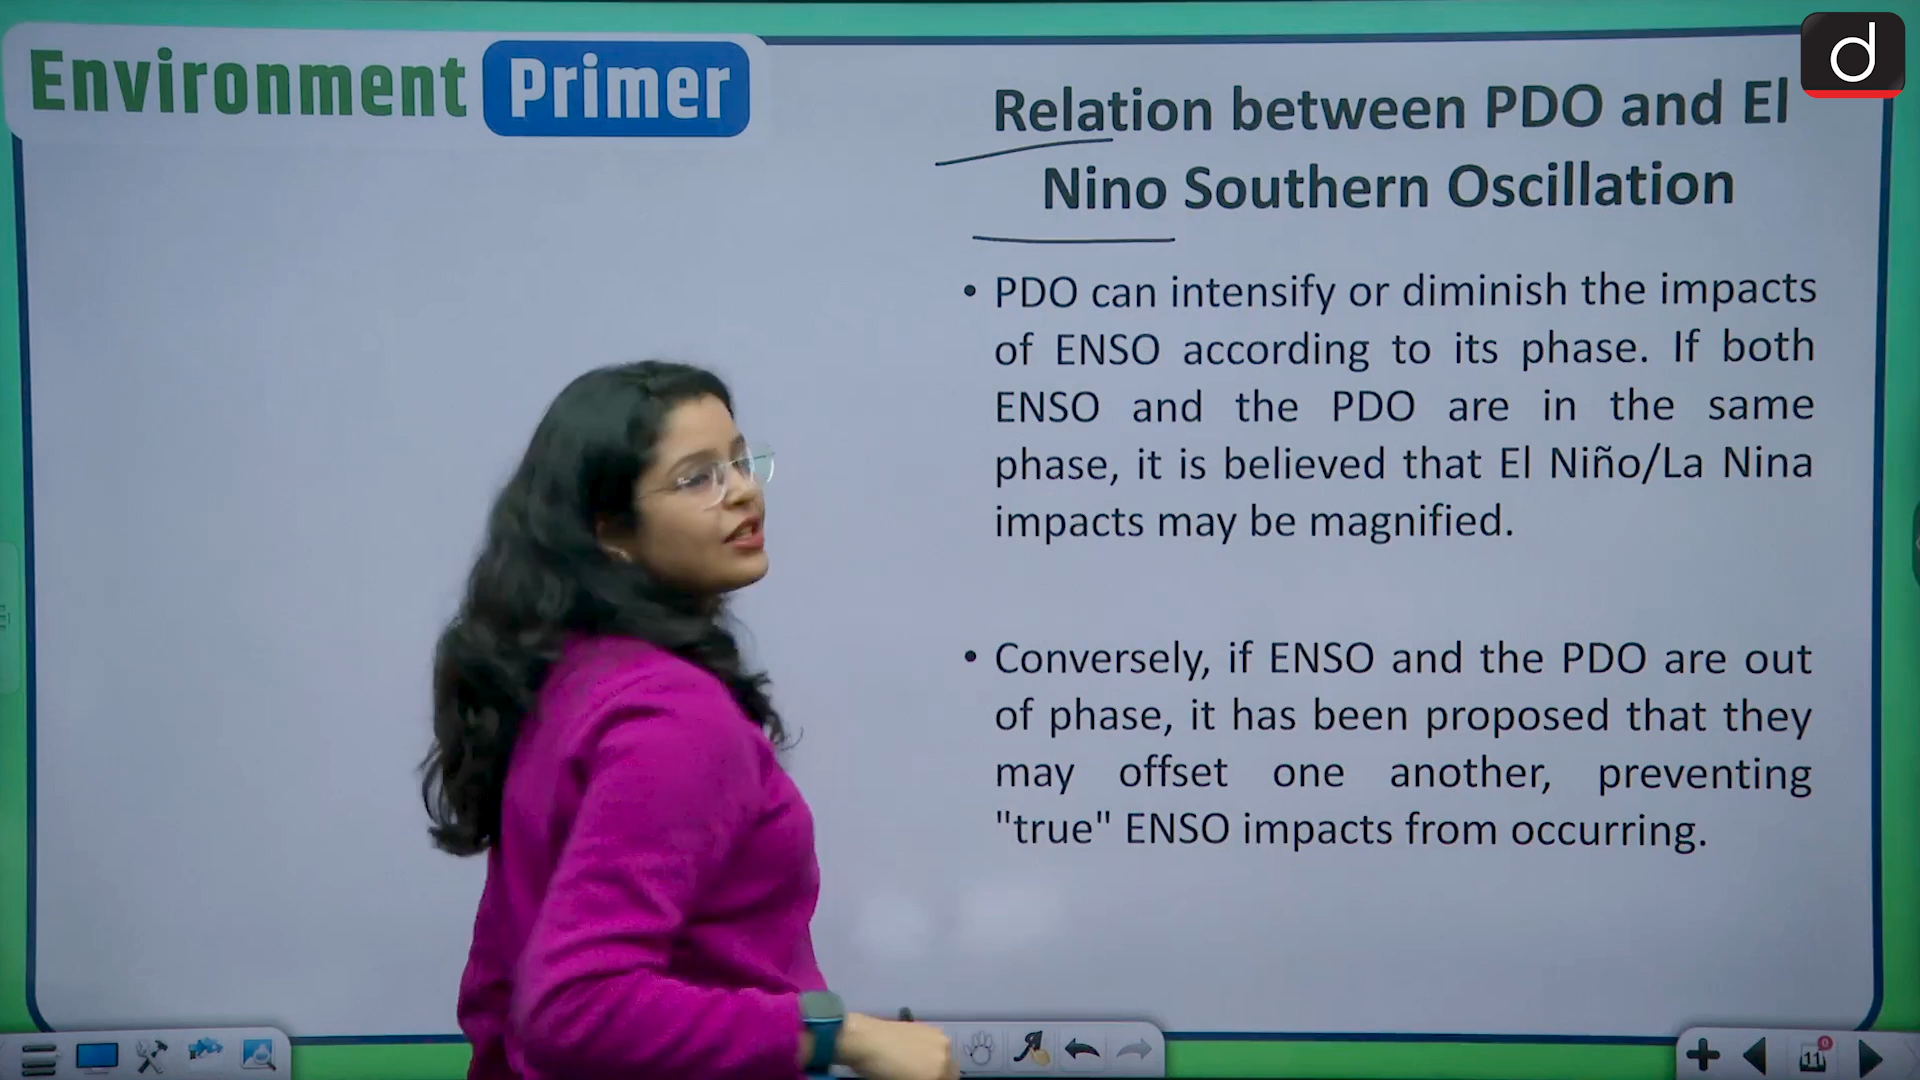 Environment Primer
d
Relation between PDO and El
Nino Southern Oscillation
• PDO can intensify or diminish the impacts
of ENSO according to its phase. If both
ENSO and the PDO are in the same
phase, it is believed that El Niño/La Nina
impacts may be magnified.
• Conversely, if ENSO and the PDO are out
of phase, it has been proposed that they
may offset one another, preventing
"true" ENSO impacts from occurring.
11
0